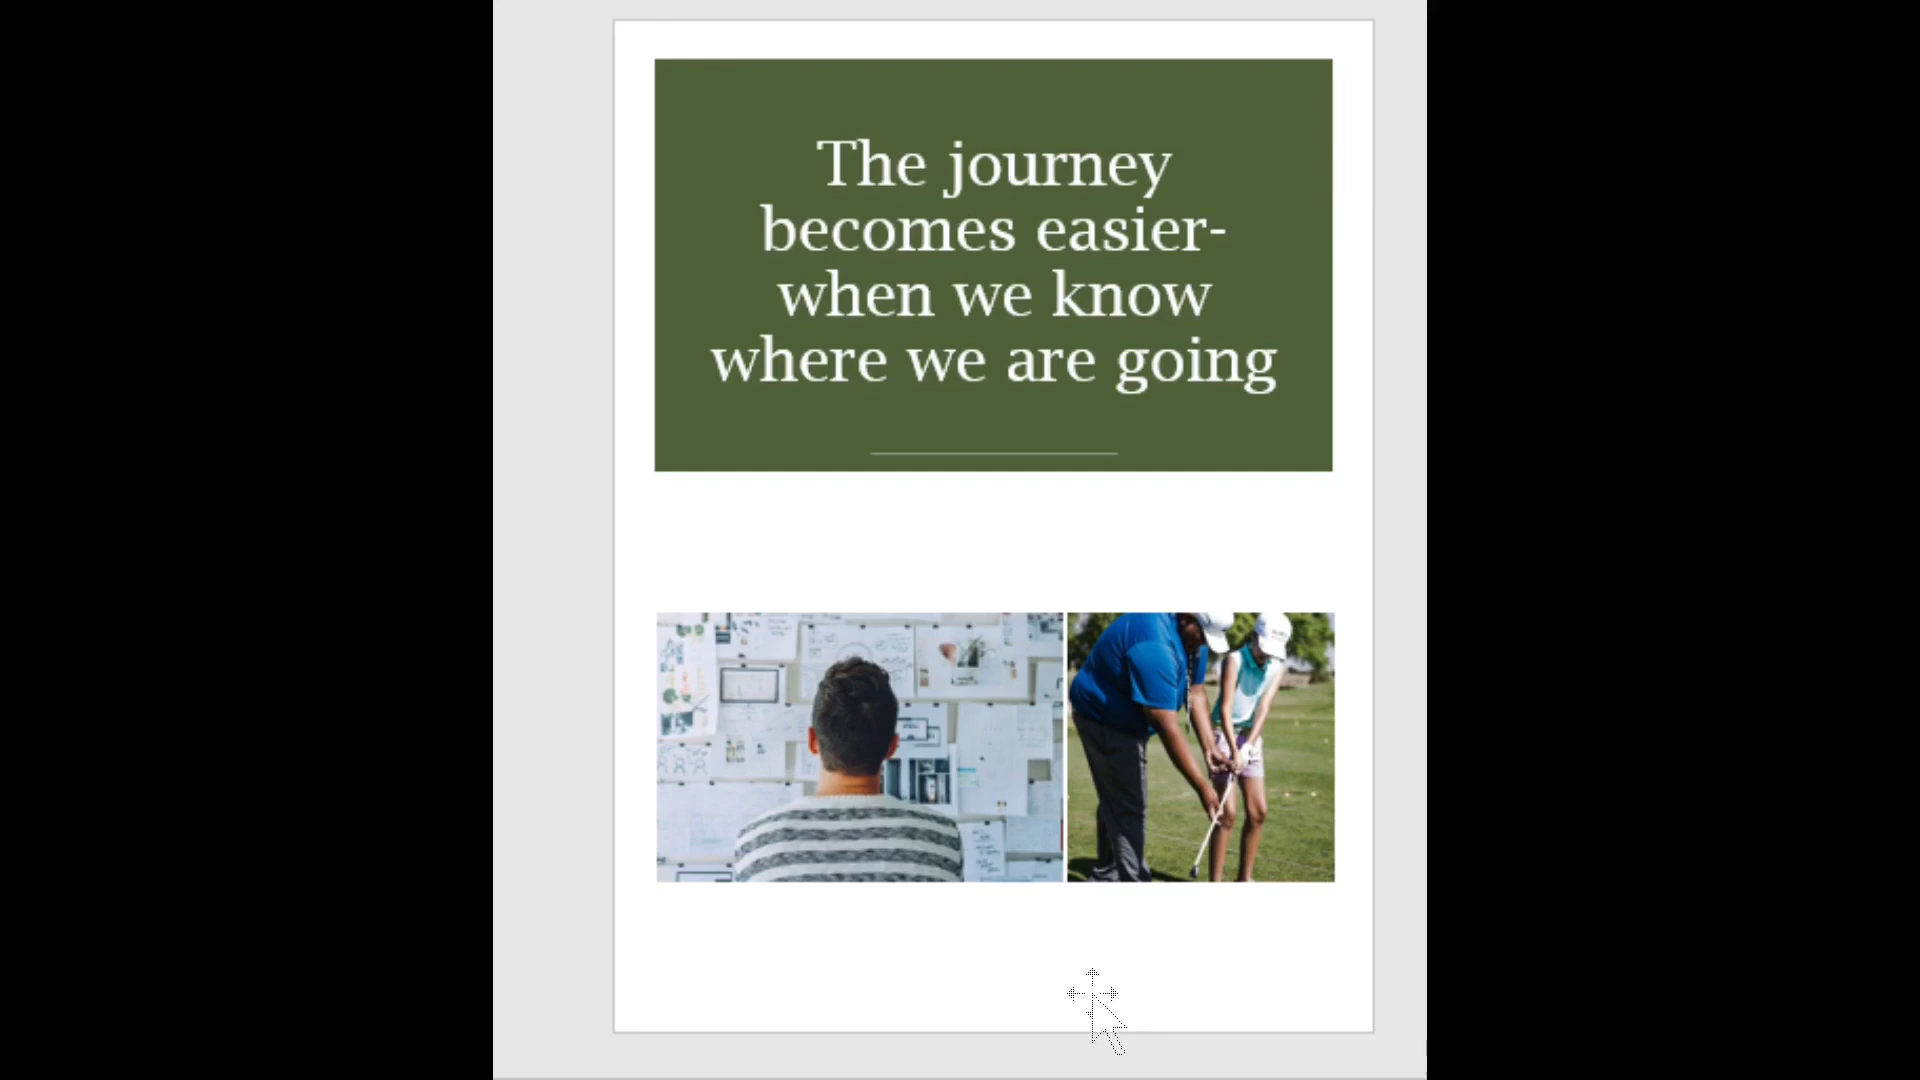 The journey
becomes easier-
when we know
where we are going